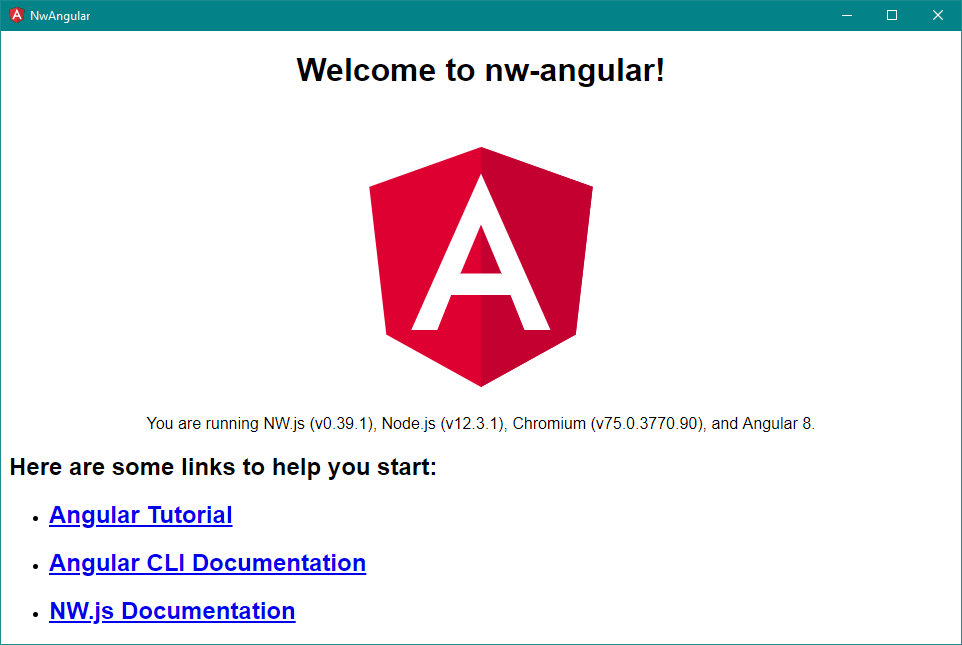 NwAngular
Welcome to nw-angular!
A
You are running NW.js (v0.39.1), Node.js (v12.3.1), Chromium (v75.0.3770.90), and Angular 8.
Here are some links to help you start:
Angular Tutorial
Angular CLI Documentation
NW.js Documentation